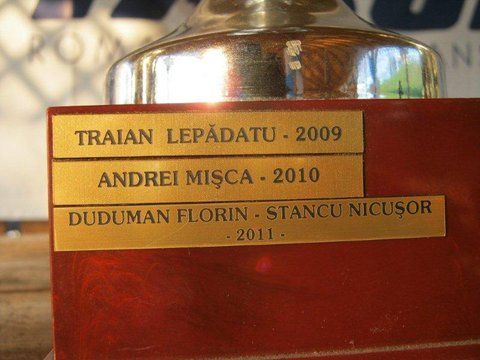 TRAIAN LEPĂDATU - 2009
ANDREI MIŞCA - 2010
DUDUMAN FLORIN - STANCU NICUŞOR
- 2011 -